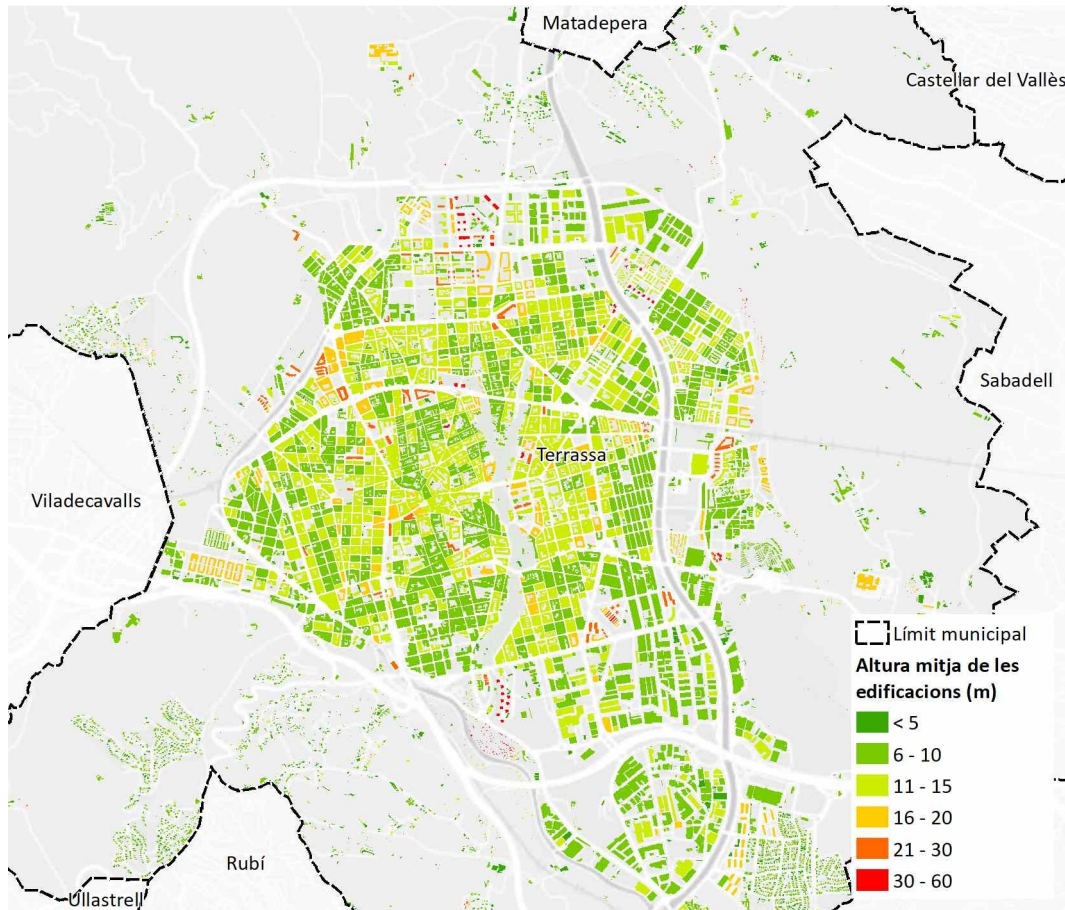 Matadepera
Castellar del Vallès
Sabadell
Terrassa
Viladecavalls
Límit municipal
Altura mitja de les
edificacions (m)
< 5
6 - 10
11 - 15
16 - 20
21 - 30
30 - 60
Rubí
Ullastrell